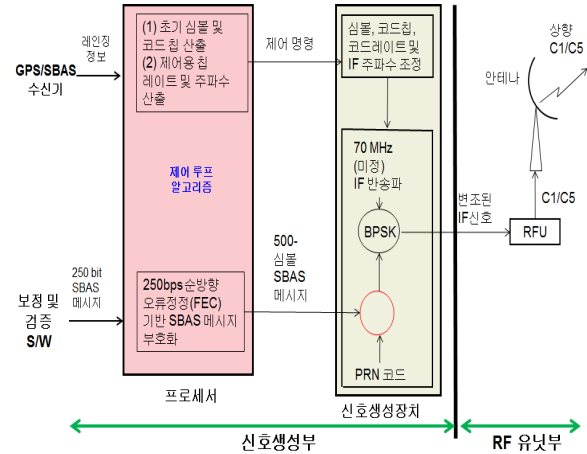 레인징
정보
GPS/SBAS
수신기
(1) 초기 심볼 및
코드 칩 산출
(2) 제어용 칩
레이트 및 주파수
산출
제어 명령
심볼, 코드칩,
코드레이트 및
IF 주파수 조정
상향
C1/C5
안테나
제어 루프
알고리즘
70 MHz
(미정)
IF 반송파
BPSK
변조된
IF신호
C1/C5
RFU
250 bit
SBAS
메시지
보정 및
검증
S/W
250bps 순방향
오류정정(FEC)
기반 SBAS 메시지
부호화
500-
심볼
SBAS
메시지
PRN 코드
프로세서
신호생성장치
신호생성부
RF 유닛부